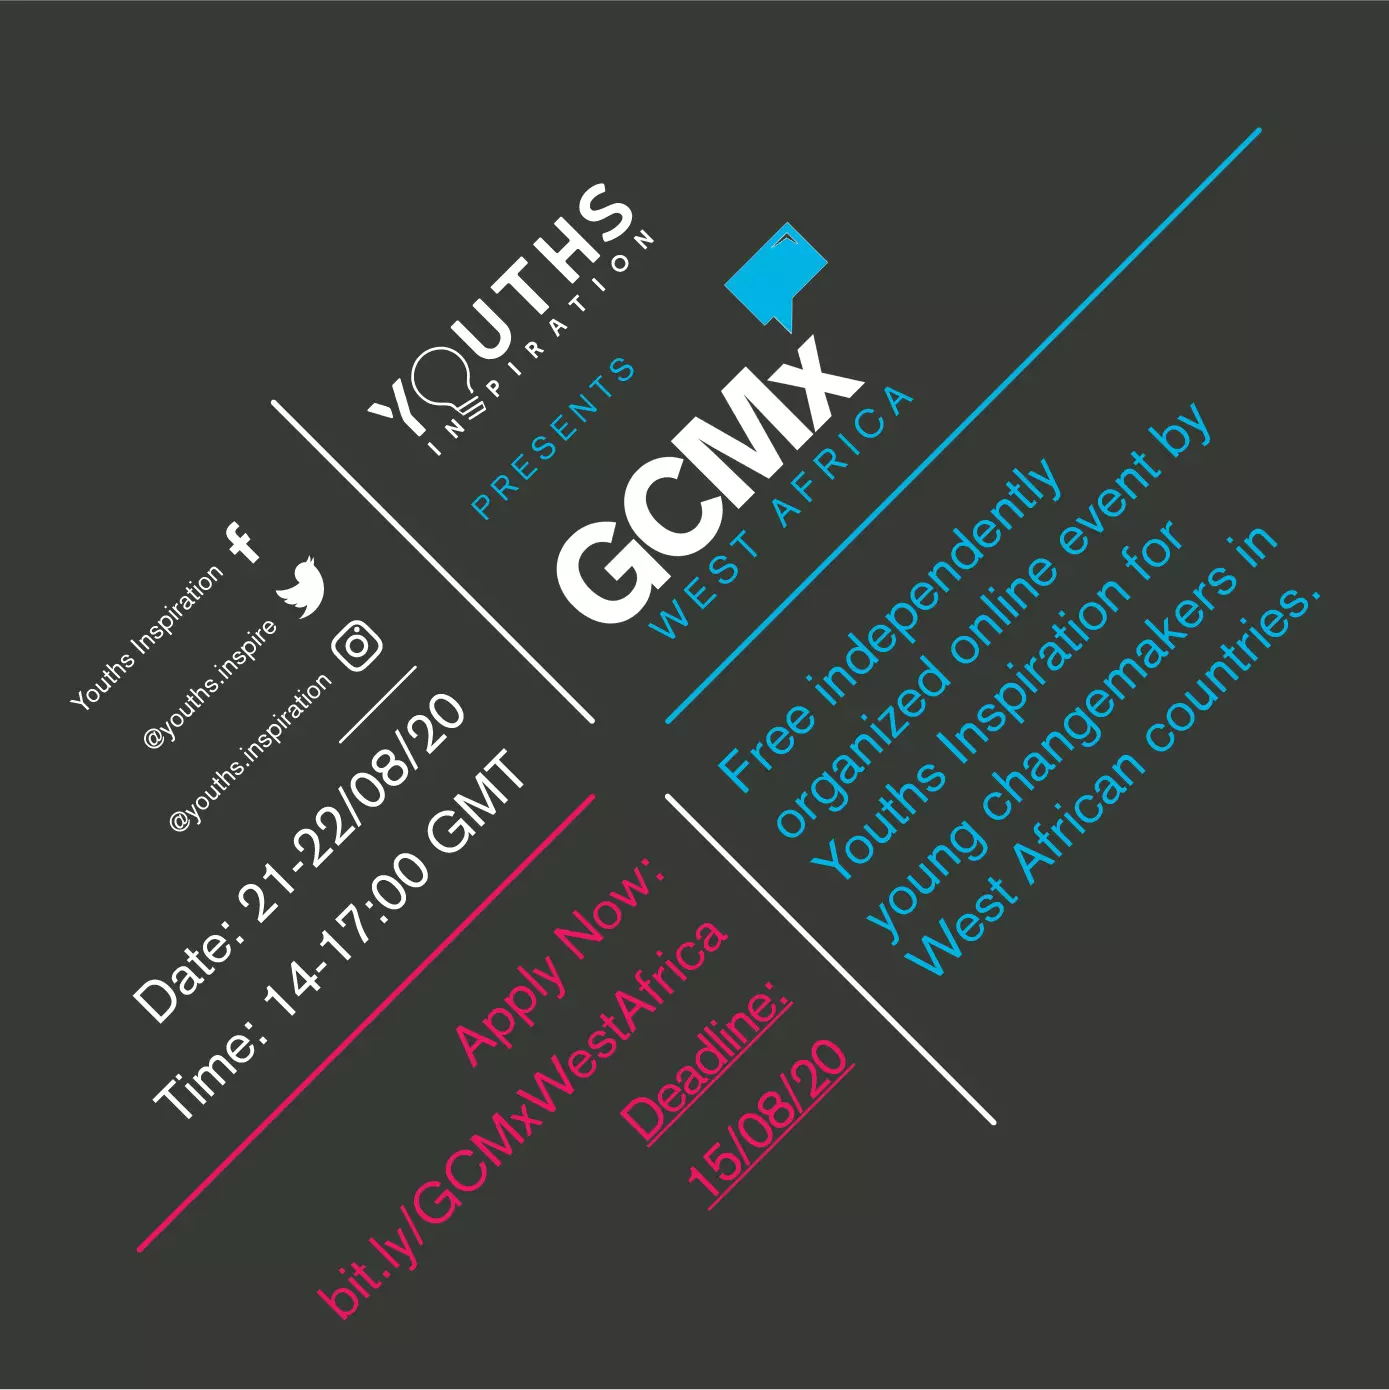 YOUTHS
INSPIRATION
PRESENTS
GCMx
WEST AFRICA
Free independently
organized online event by
Youths Inspiration for
young changemakers in
West African countries.
Youths Inspiration
@youths.inspire
@youths.inspiration
Date: 21-22/08/20
Time: 14-17:00 GMT
Apply Now:
bit.ly/GCMxWestAfrica
Deadline:
15/08/20